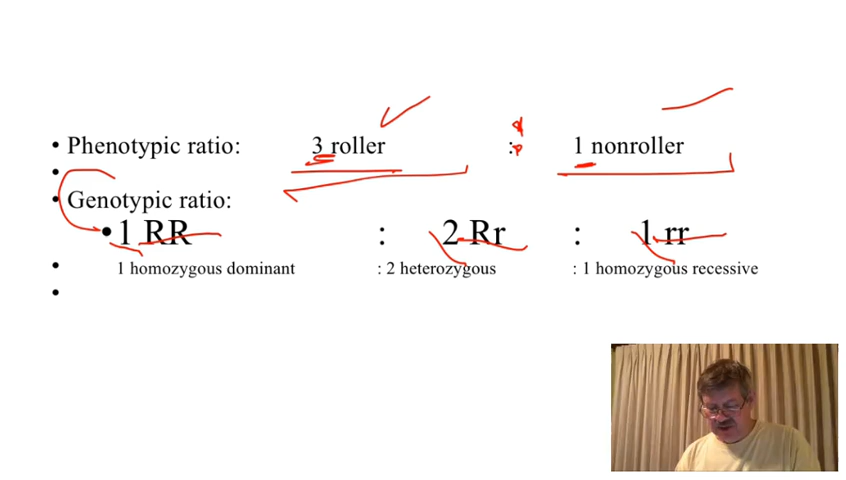 • Phenotypic ratio: 3 roller : 1 nonroller
•
• Genotypic ratio:
• 1 RR : 2 Rr : 1 rr
• 1 homozygous dominant : 2 heterozygous : 1 homozygous recessive
•